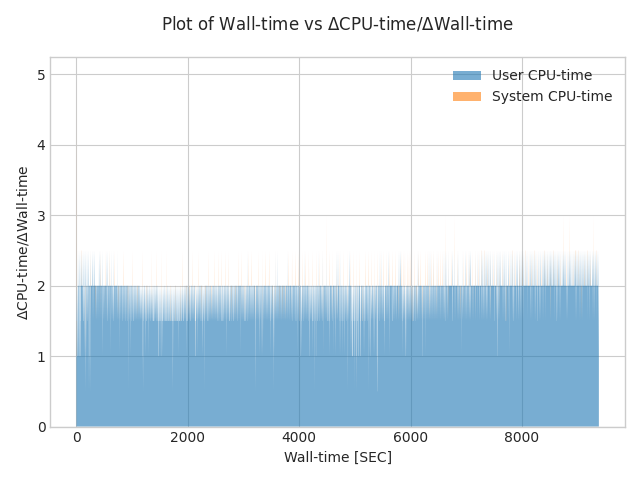 Plot of Wall-time vs ΔCPU-time/ΔWall-time
User CPU-time
System CPU-time
ΔCPU-time/ΔWall-time
5
4
3
2
1
0
0 2000 4000 6000 8000
Wall-time [SEC]